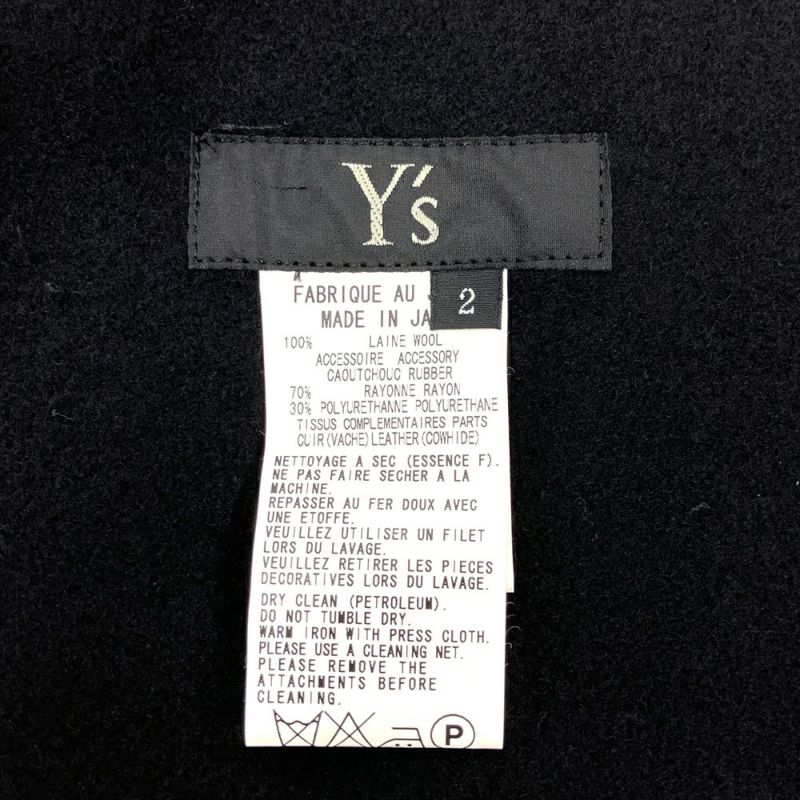 Y's
2
FABRIQUE AU
MADE IN JA
100% LAINE WOOL
ACCESSOIRE ACCESSORY
CAOUTCHOUC RUBBER
70% RAYONNE RAYON
30% POLYURETHANNE POLYURETHANE
TISSUS COMPLEMENTAIRES PARTS
CUIR(VACHE)LEATHER(COWHIDE)
NETTOYAGE A SEC (ESSENCE F).
NE PAS FAIRE SECHER A LA
MACHINE.
REPASSER AU FER DOUX AVEC
UNE ETOFFE.
VEUILLEZ UTILISER UN FILET
LORS DU LAVAGE.
VEUILLEZ RETIRER LES PIECES
DECORATIVES LORS DU LAVAGE.
DRY CLEAN (PETROLEUM).
DO NOT TUMBLE DRY.
WARM IRON WITH PRESS CLOTH.
PLEASE USE A CLEANING NET.
PLEASE REMOVE THE
ATTACHMENTS BEFORE
CLEANING.
P